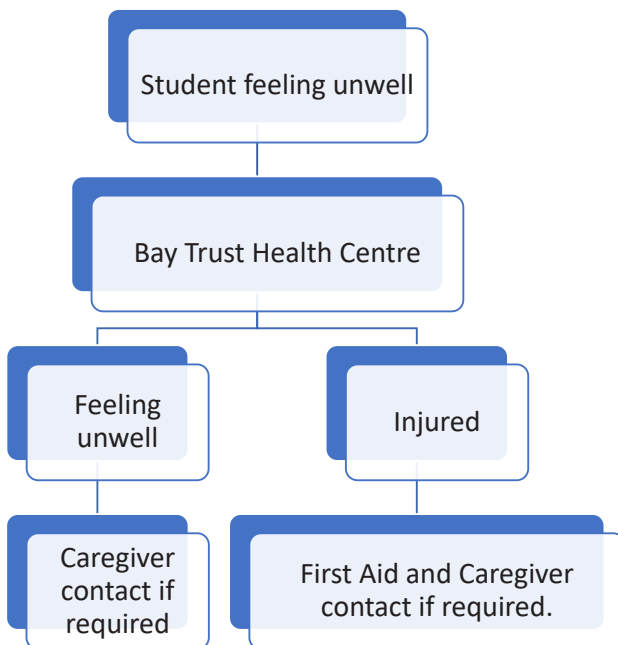 Student feeling unwell
Bay Trust Health Centre
Feeling
unwell
Injured
Caregiver
contact if
required
First Aid and Caregiver
contact if required.